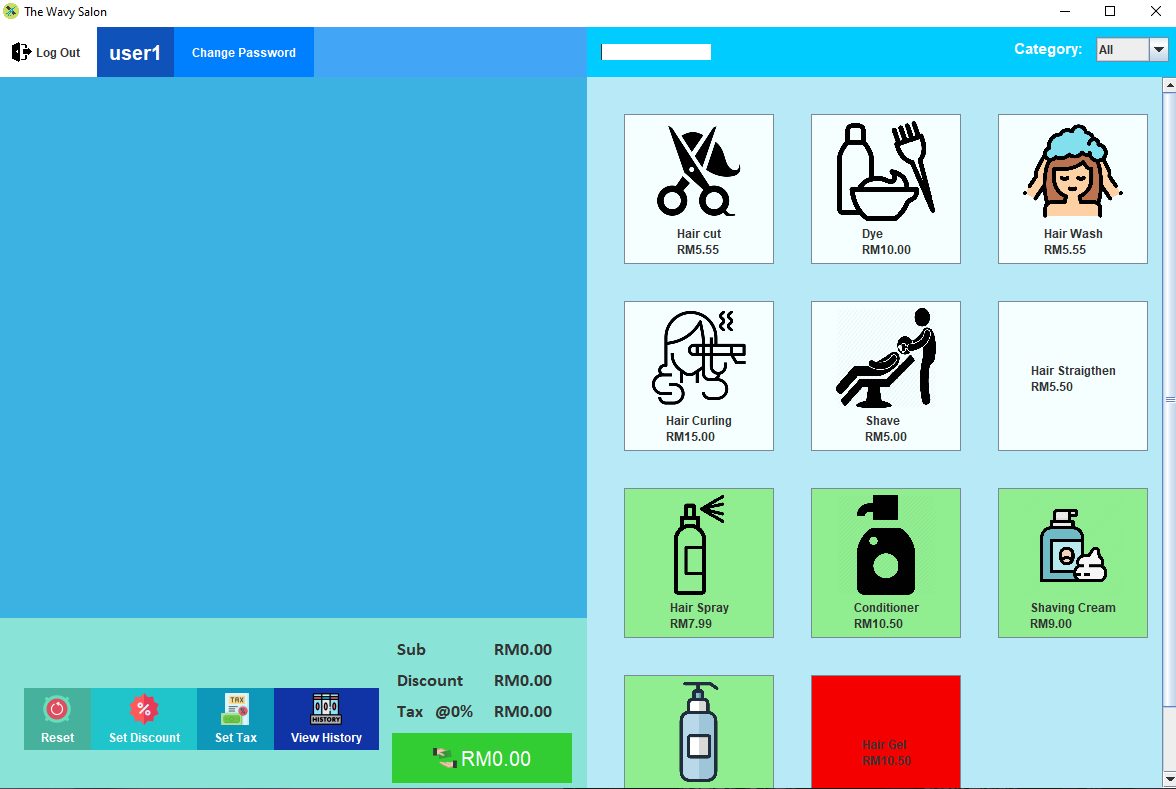 The Wavy Salon
Log Out
user1
Change Password
Category:
All
Hair cut
RM5.55
Dye
RM10.00
Hair Wash
RM5.55
Hair Curling
RM15.00
Shave
RM5.00
Hair Straigthen
RM5.50
Hair Spray
RM7.99
Conditioner
RM10.50
Shaving Cream
RM9.00
Hair Gel
RM10.50
Sub RM0.00
Discount RM0.00
Tax @0% RM0.00
TAX
HISTORY
Reset
Set Discount
Set Tax
View History
RM0.00